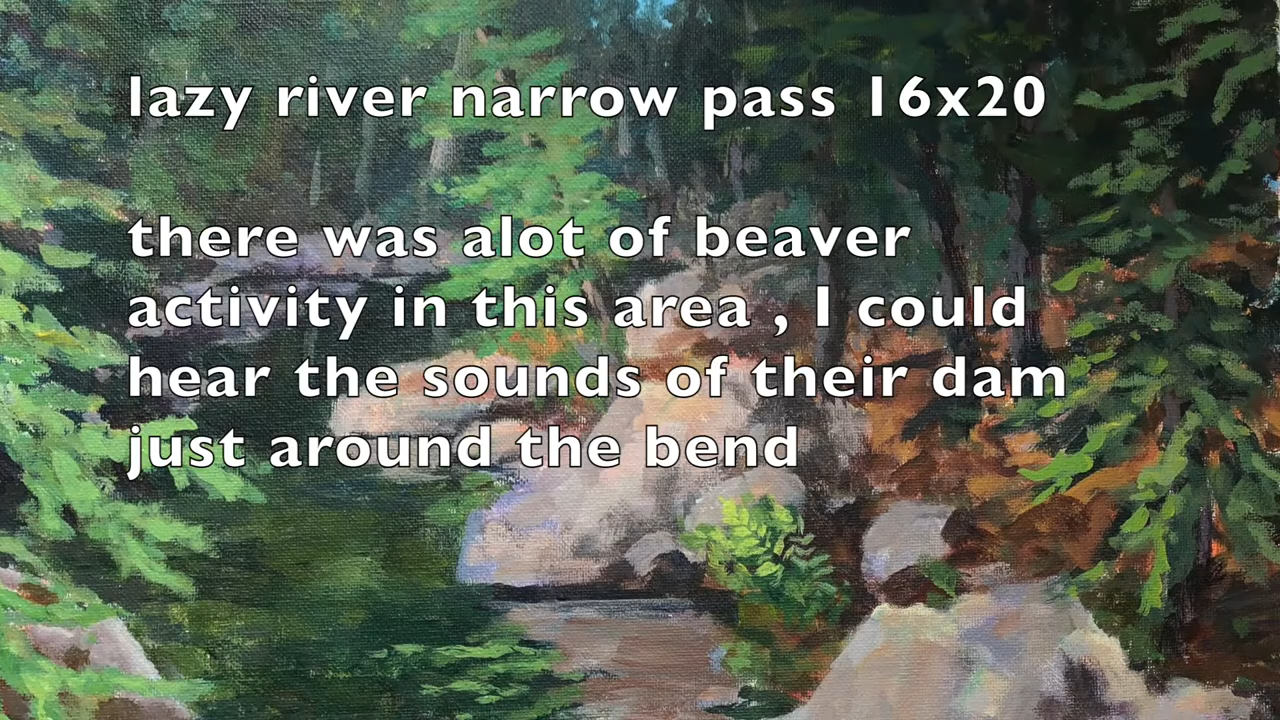 lazy river narrow pass 16x20
there was alot of beaver
activity in this area , I could
hear the sounds of their dam
just around the bend